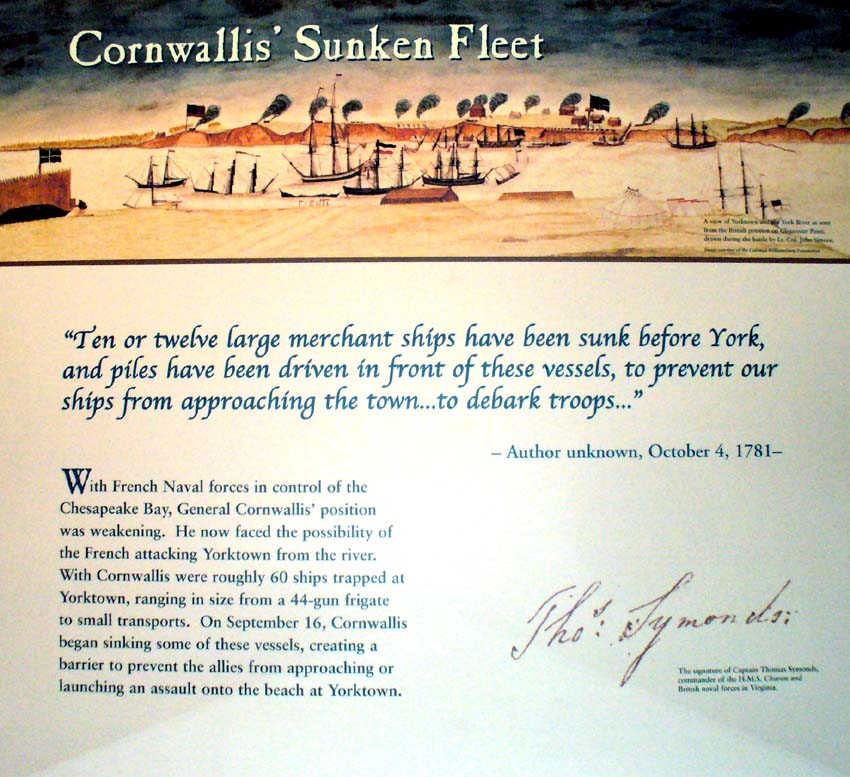 Cornwallis' Sunken Fleet
A view of Yorktown and the York River as seen
from the British position on Gloucester Point,
drawn during the battle by Lt. Col. John Simcoe.
Image courtesy of the Colonial Williamsburg Foundation
"Ten or twelve large merchant ships have been sunk before York,
and piles have been driven in front of these vessels, to prevent our
ships from approaching the town...to debark troops..."
– Author unknown, October 4, 1781–
With French Naval forces in control of the
Chesapeake Bay, General Cornwallis' position
was weakening. He now faced the possibility of
the French attacking Yorktown from the river.
With Cornwallis were roughly 60 ships trapped at
Yorktown, ranging in size from a 44-gun frigate
to small transports. On September 16, Cornwallis
began sinking some of these vessels, creating a
barrier to prevent the allies from approaching or
launching an assault onto the beach at Yorktown.
Thos: Symonds:
The signature of Captain Thomas Symonds,
commander of the H.M.S. Charon and
British naval forces in Virginia.